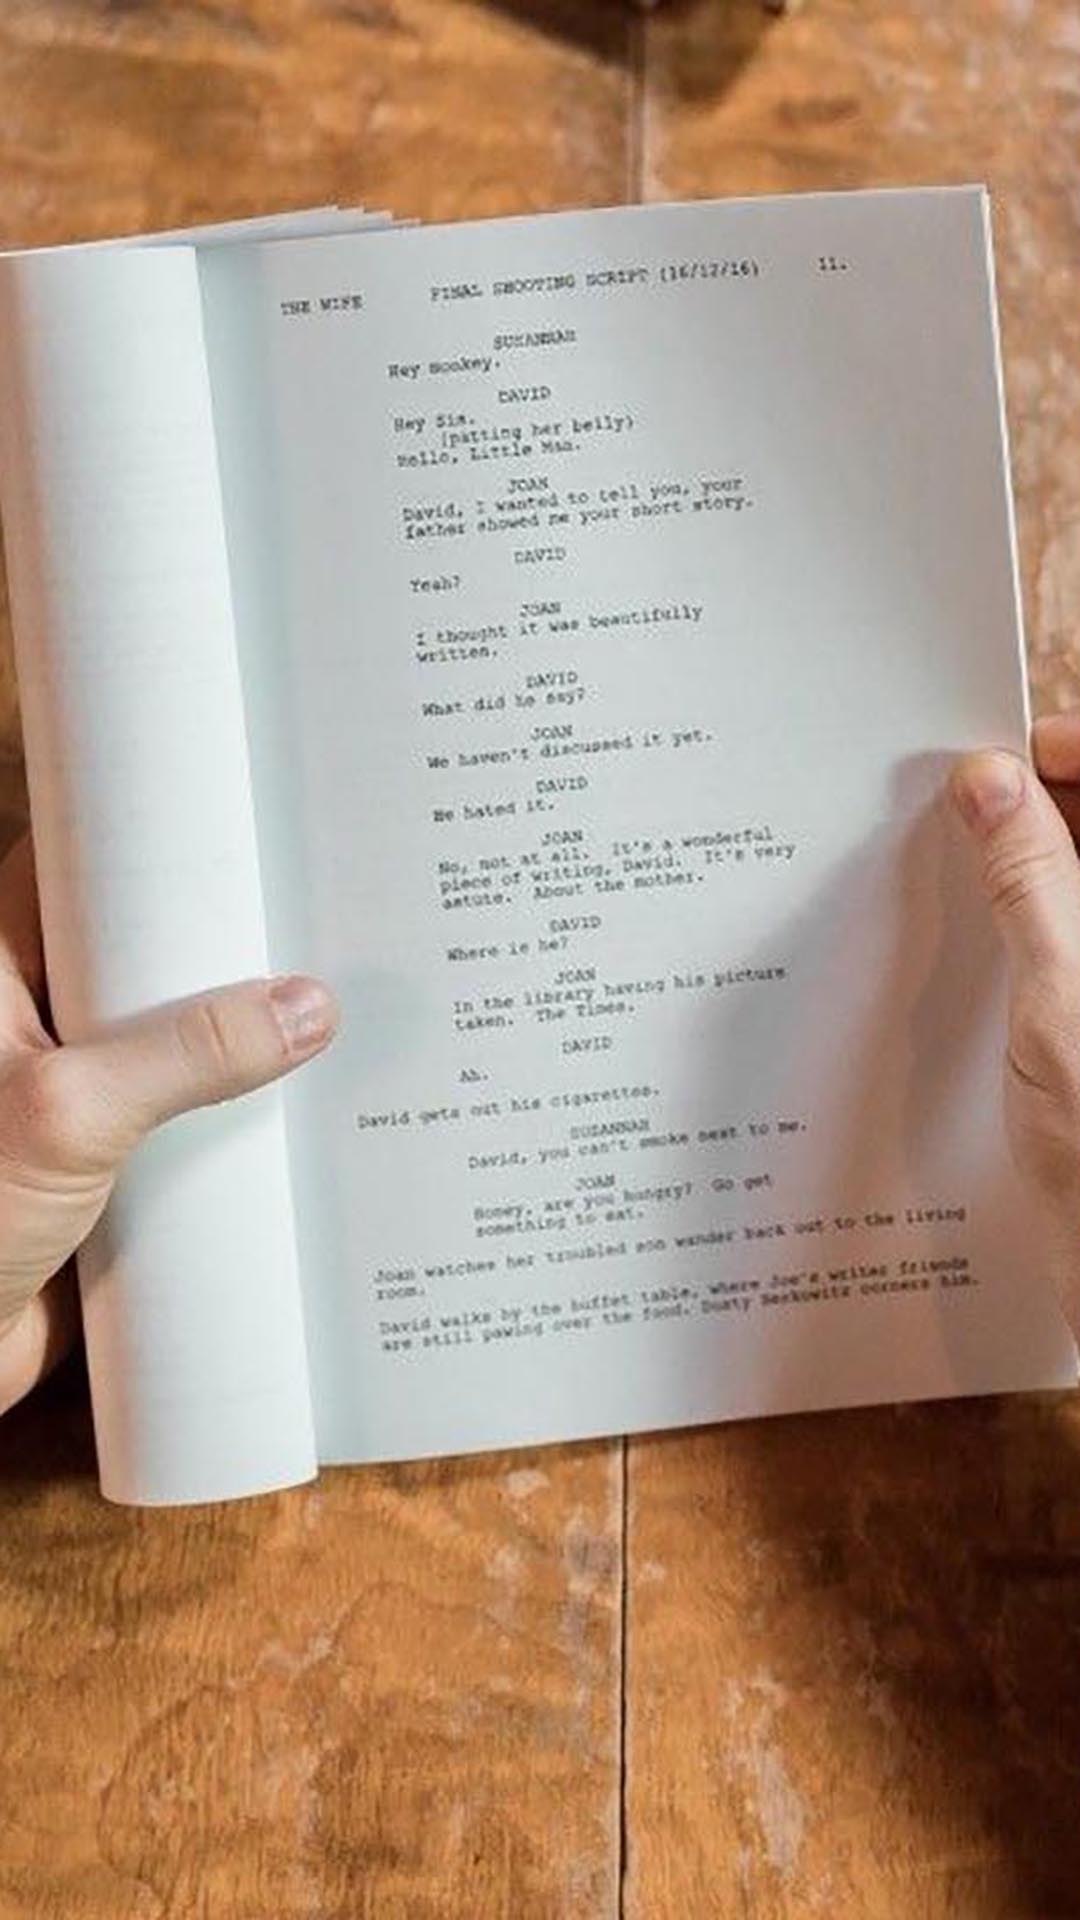 THE WIFE FINAL SHOOTING SCRIPT (16/12/16) 11.
SUSANNAH
Hey monkey.
DAVID
Hey Sis.
(patting her belly)
Hello, Little Man.
JOAN
David, I wanted to tell you, your
father showed me your short story.
DAVID
Yeah?
JOAN
I thought it was beautifully
written.
DAVID
What did he say?
JOAN
We haven't discussed it yet.
DAVID
He hated it.
JOAN
No, not at all. It's a wonderful
piece of writing, David. It's very
astute. About the mother.
DAVID
Where is he?
JOAN
In the library having his picture
taken. The Times.
DAVID
Ah.
David gets out his cigarettes.
SUSANNAH
David, you can't smoke next to me.
JOAN
Honey, are you hungry? Go get
something to eat.
Joan watches her troubled son wander back out to the living
room.
David walks by the buffet table, where Joe's writer friends
are still pawing over the food. Dusty Berkowitz corners him.